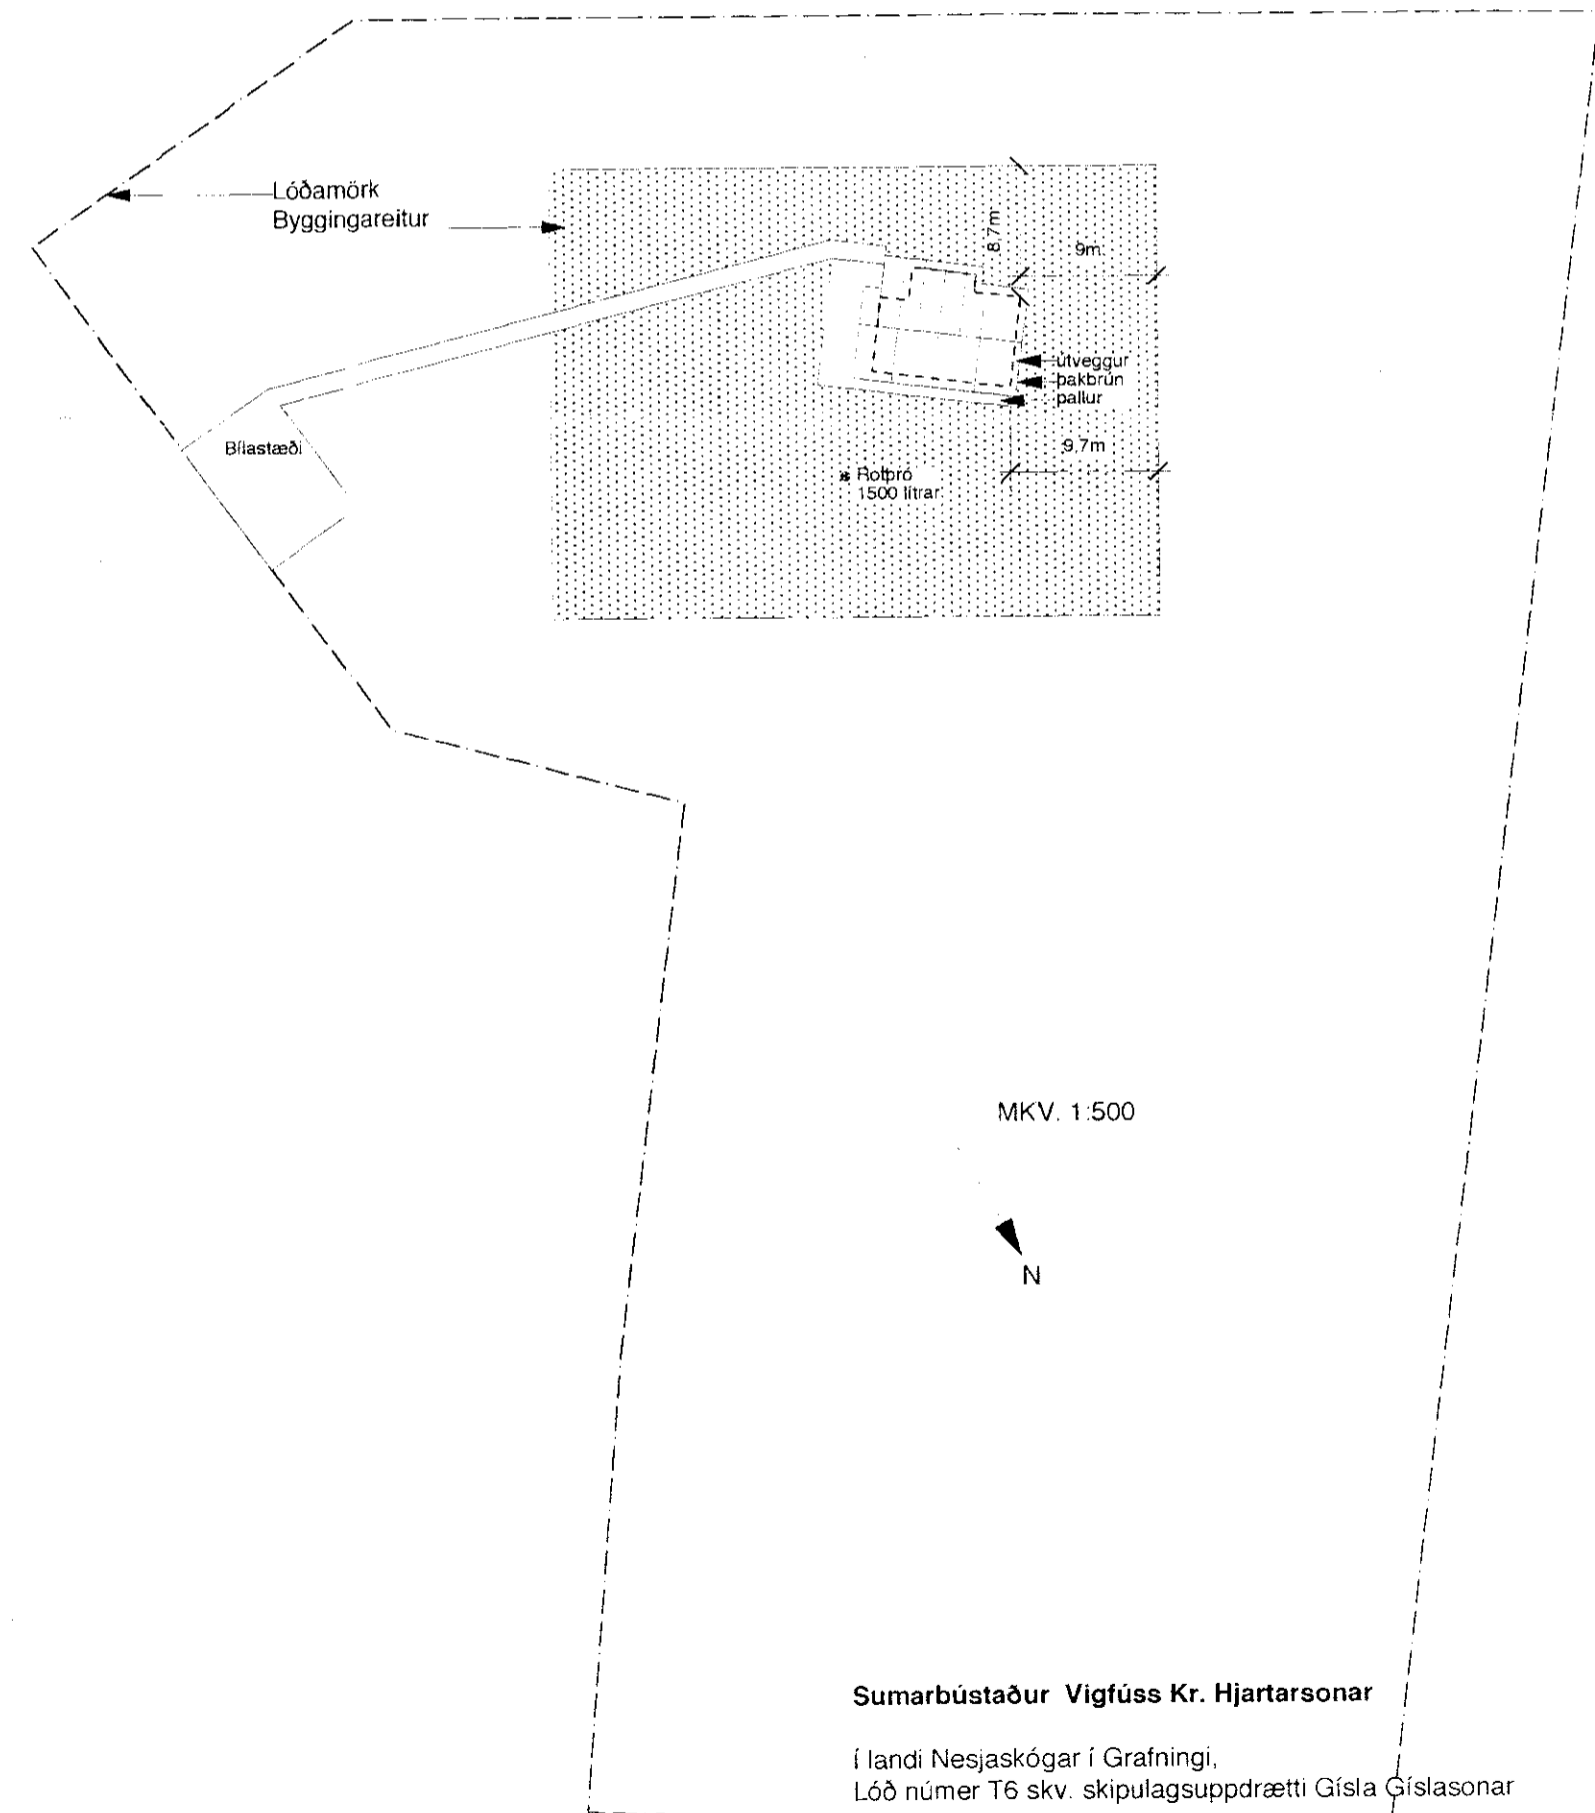 Lóðamörk
Byggingareitur
8.7m
9m
útveggur
þakbrún
pallur
9.7m
Bílastæði
Rotþró
1500 lítrar
MKV. 1:500
N
Sumarbústaður Vigfúss Kr. Hjartarsonar
í landi Nesjaskógar í Grafningi,
Lóð númer T6 skv. skipulagsuppdrætti Gísla Gíslasonar